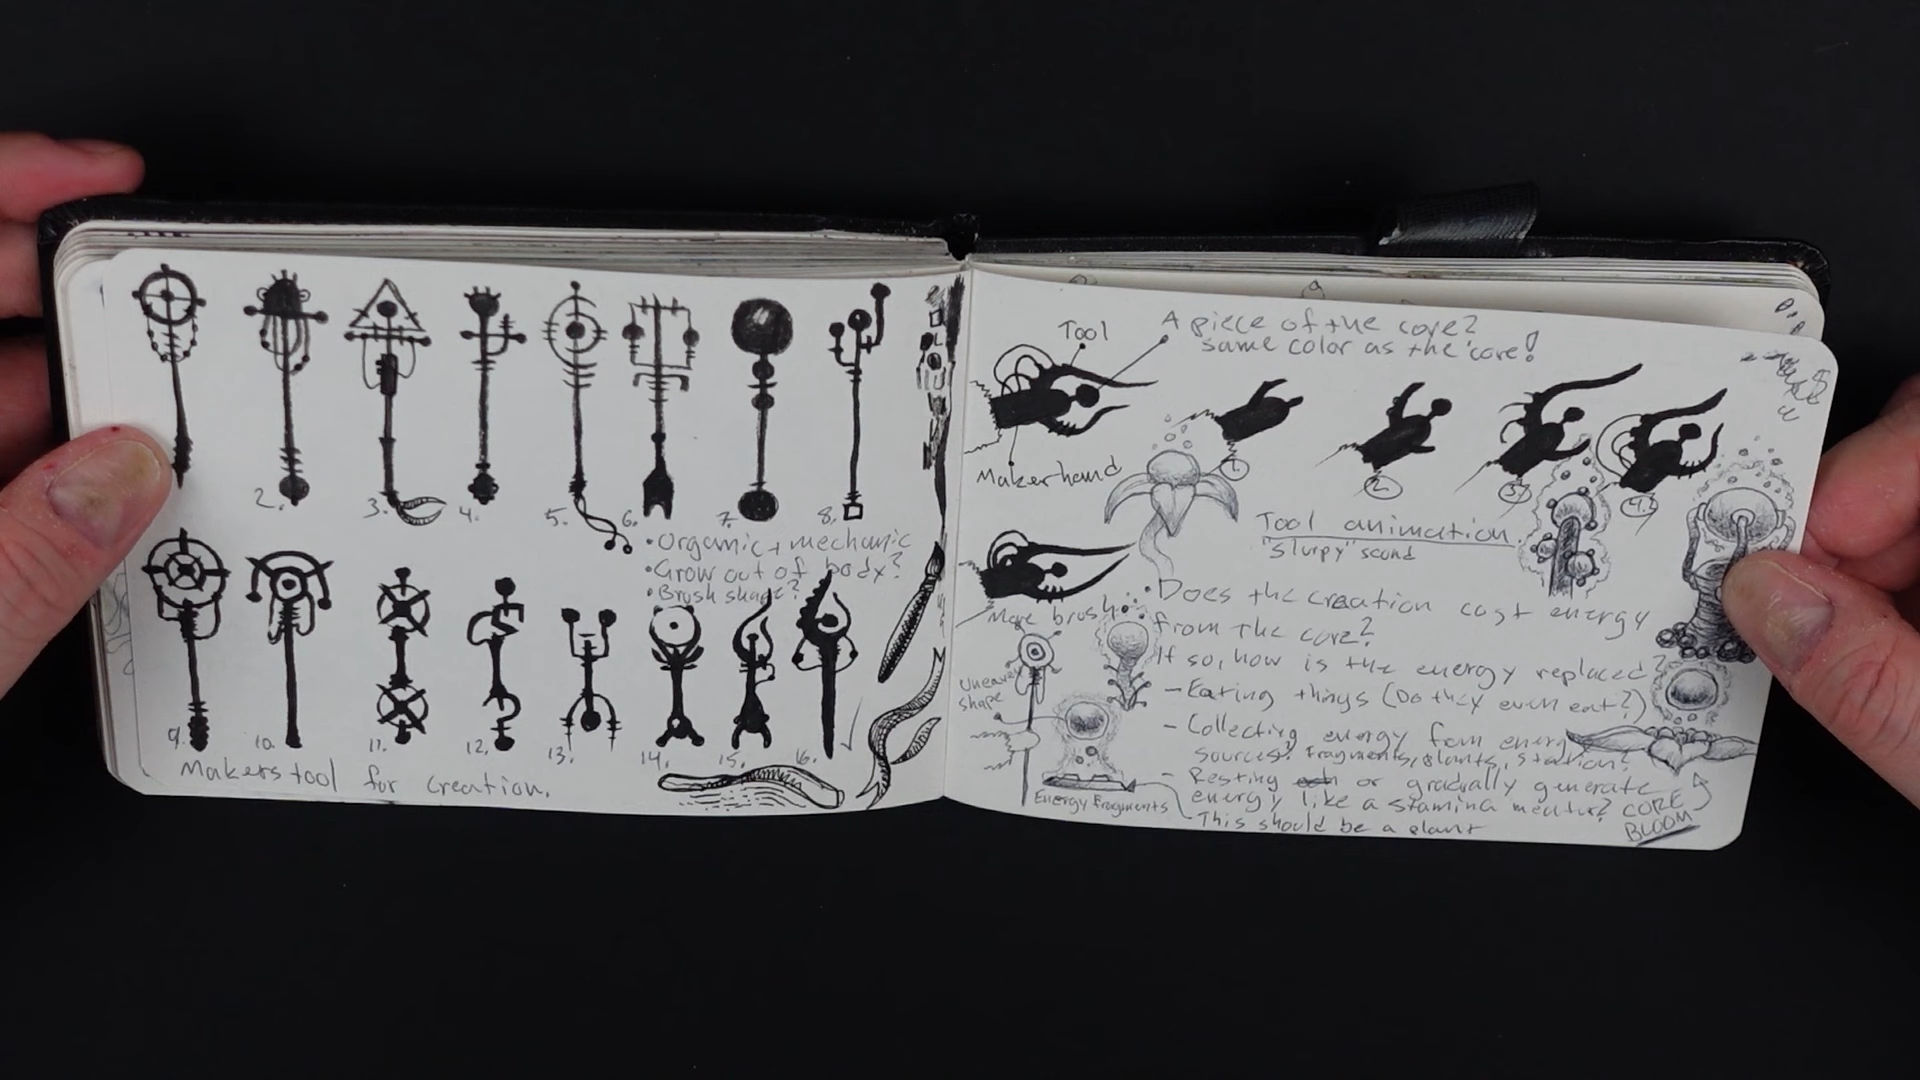 2.
3.
4.
5.
6.
7.
8.
• Organic + mechanic
• Grow out of body?
• Brush shape?
9.
10.
11.
12.
13.
14.
15.
16.
Makers tool for creation.
Tool
A piece of the core?
same color as the core!
Makerhand
1.
2.
3.
4.
Tool animation.
"Slurpy" sound
More brush
• Does the creation cost energy
from the core?
If so, how is the energy replaced?
- Eating things (Do they even eat?)
- Collecting energy from energy
sources? Fragments, plants, station?
- Resting or gradually generate
energy like a stamina
- This should be a plant
shape
Energy fragments
CORE
BLOOM